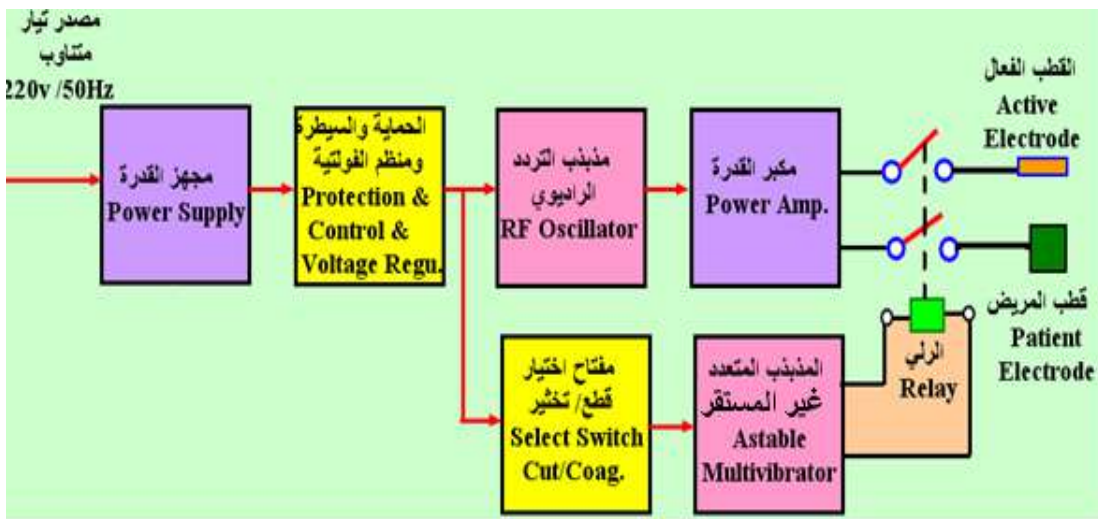 مصدر تيار
متناوب
220v /50Hz
مجهز القدرة
Power Supply
الحماية والسيطرة
ومنظم الفولتية
Protection &
Control &
Voltage Regu.
مذبذب التردد
الراديوي
RF Oscillator
مكبر القدرة
Power Amp.
القطب الفعال
Active
Electrode
قطب المريض
Patient
Electrode
الرلي
Relay
مفتاح اختيار
قطع/ تخثير
Select Switch
Cut/Coag.
المذبذب المتعدد
غير المستقر
Astable
Multivibrator